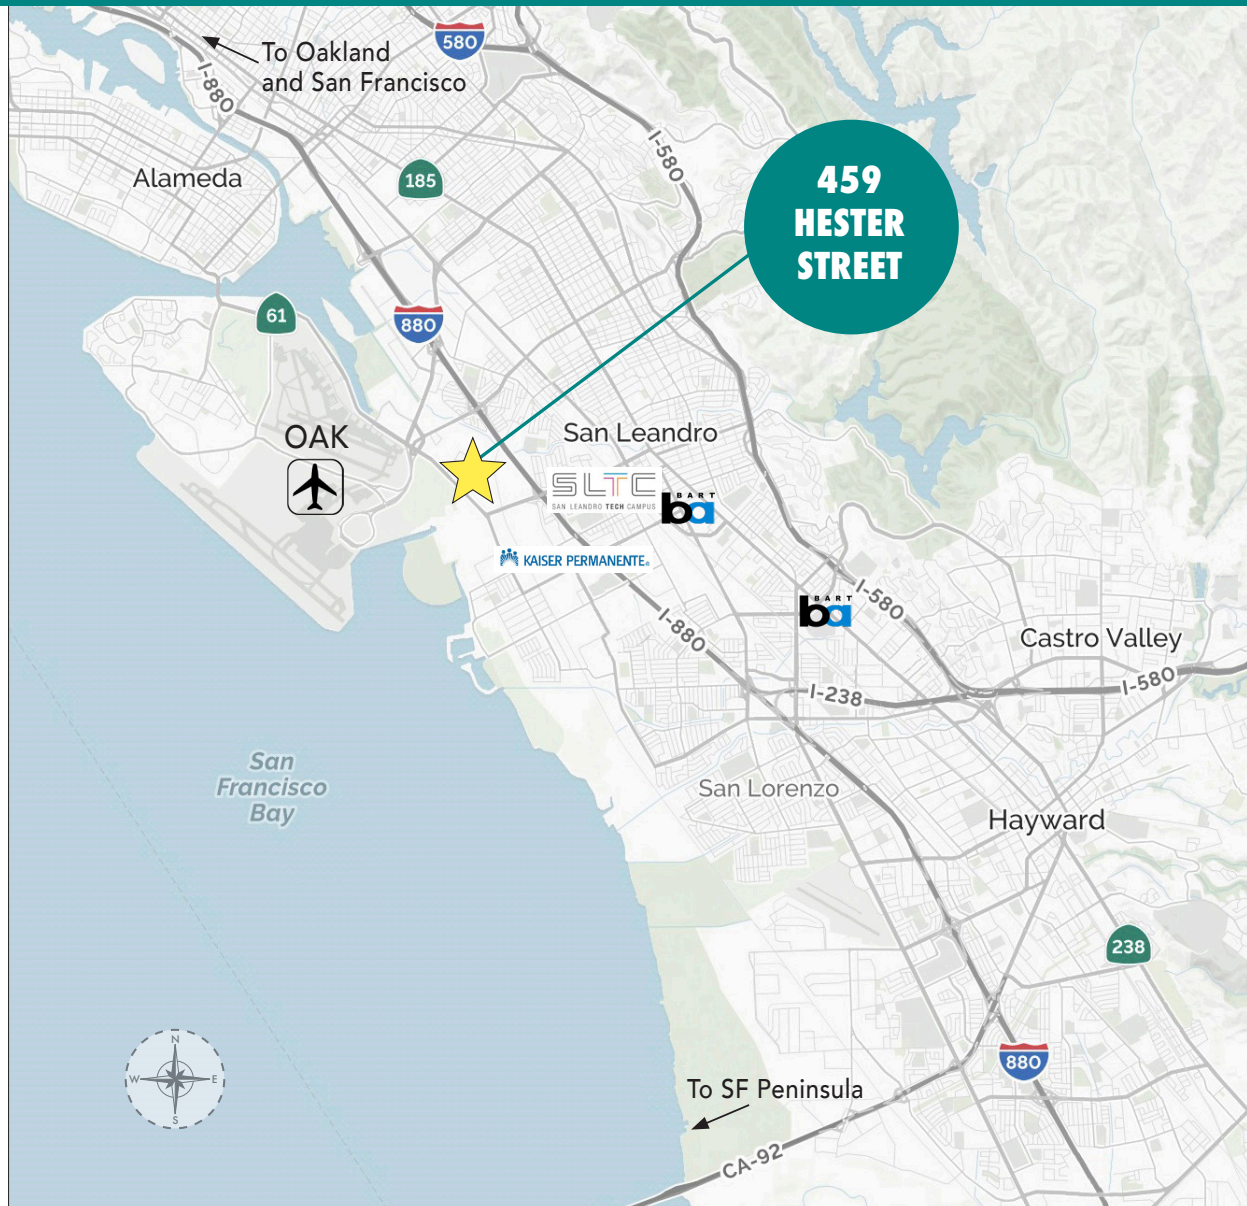 To Oakland
and San Francisco
580
I-880
I-580
459
HESTER
STREET
Alameda
185
61
880
OAK
San Leandro
SLTC
SAN LEANDRO TECH CAMPUS
BART
ba
KAISER PERMANENTE®
BART
ba
I-580
I-880
Castro Valley
I-580
I-238
San
Francisco
Bay
San Lorenzo
Hayward
238
N
W
E
S
880
To SF Peninsula
CA-92